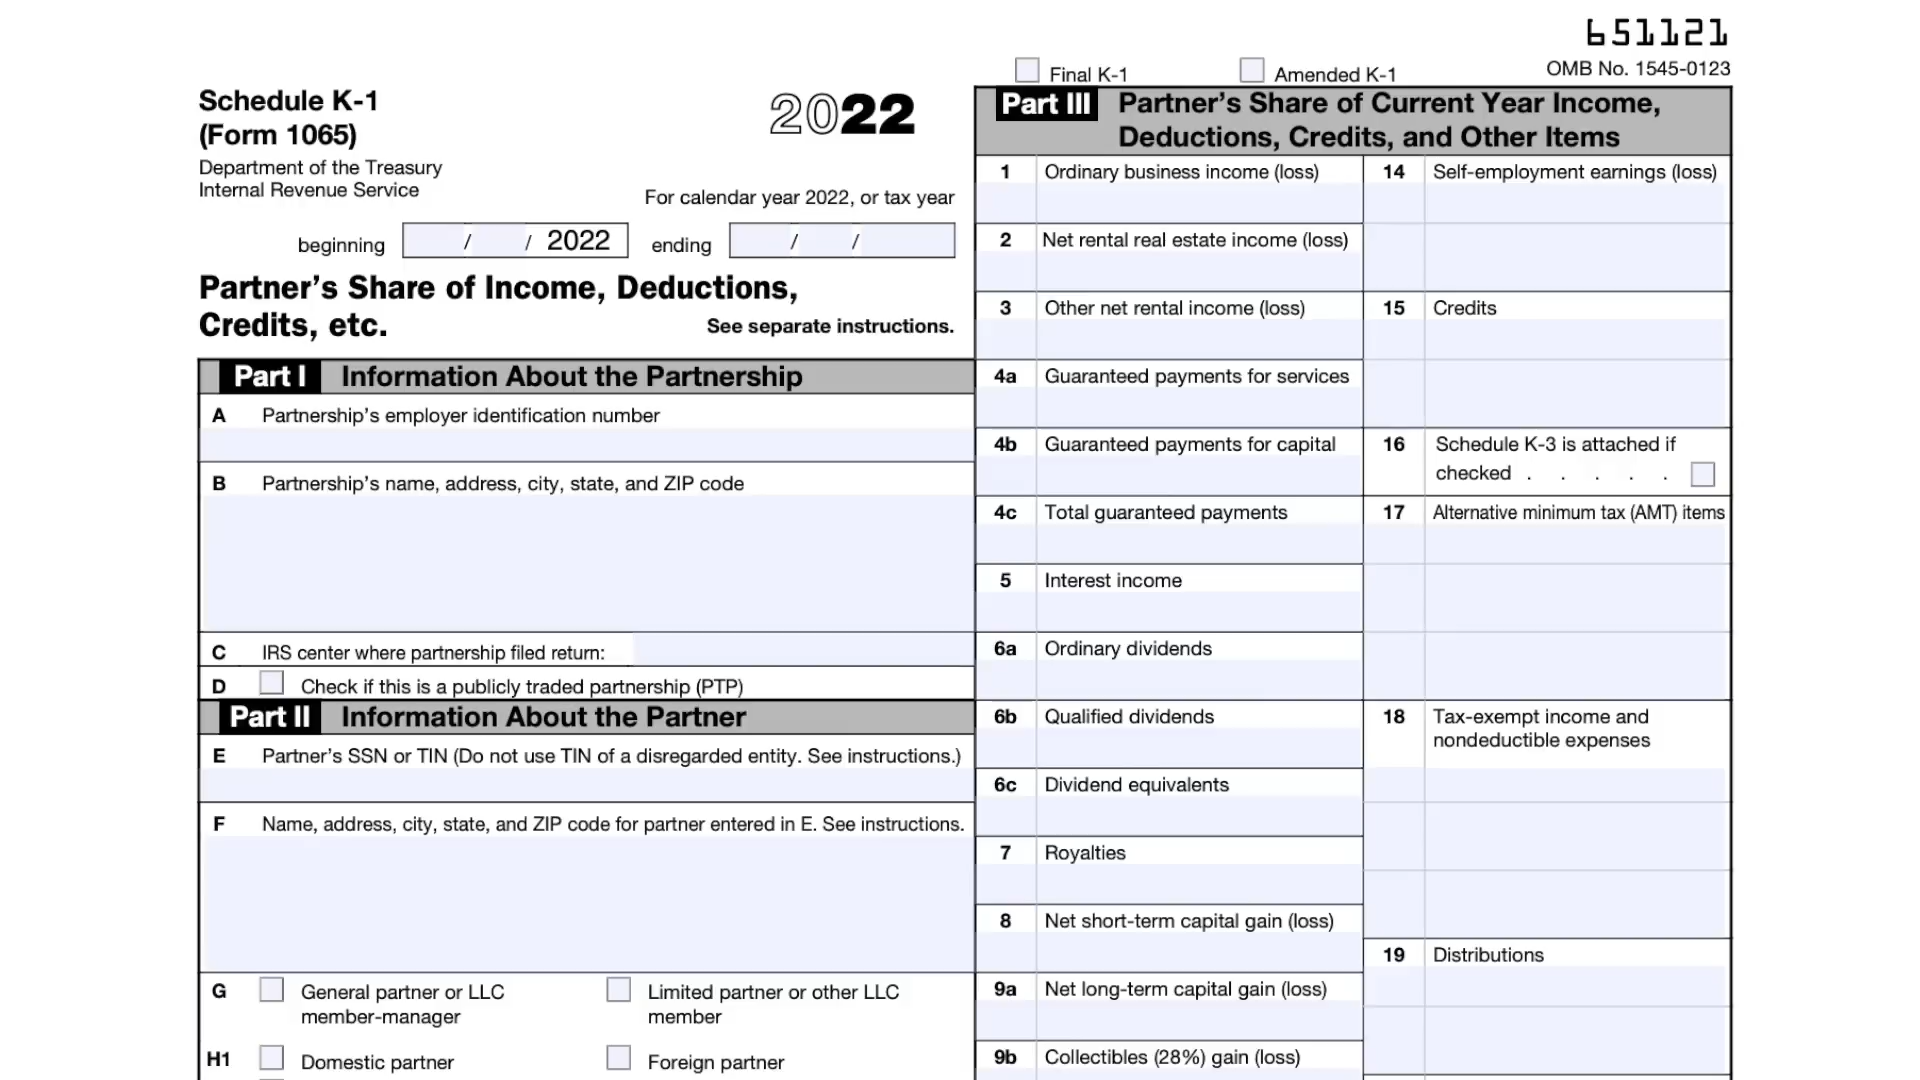 651121
Final K-1 Amended K-1 OMB No. 1545-0123
Schedule K-1
(Form 1065)
2022
Department of the Treasury
Internal Revenue Service
For calendar year 2022, or tax year
beginning / / 2022 ending / /
Partner's Share of Income, Deductions,
Credits, etc.
See separate instructions.
Part I Information About the Partnership
A Partnership's employer identification number
B Partnership's name, address, city, state, and ZIP code
C IRS center where partnership filed return:
D Check if this is a publicly traded partnership (PTP)
Part II Information About the Partner
E Partner's SSN or TIN (Do not use TIN of a disregarded entity. See instructions.)
F Name, address, city, state, and ZIP code for partner entered in E. See instructions.
G General partner or LLC
member-manager
Limited partner or other LLC
member
H1 Domestic partner Foreign partner
Part III Partner's Share of Current Year Income,
Deductions, Credits, and Other Items
1 Ordinary business income (loss)
2 Net rental real estate income (loss)
3 Other net rental income (loss)
4a Guaranteed payments for services
4b Guaranteed payments for capital
4c Total guaranteed payments
5 Interest income
6a Ordinary dividends
6b Qualified dividends
6c Dividend equivalents
7 Royalties
8 Net short-term capital gain (loss)
9a Net long-term capital gain (loss)
9b Collectibles (28%) gain (loss)
14 Self-employment earnings (loss)
15 Credits
16 Schedule K-3 is attached if
checked . . . . .
17 Alternative minimum tax (AMT) items
18 Tax-exempt income and
nondeductible expenses
19 Distributions